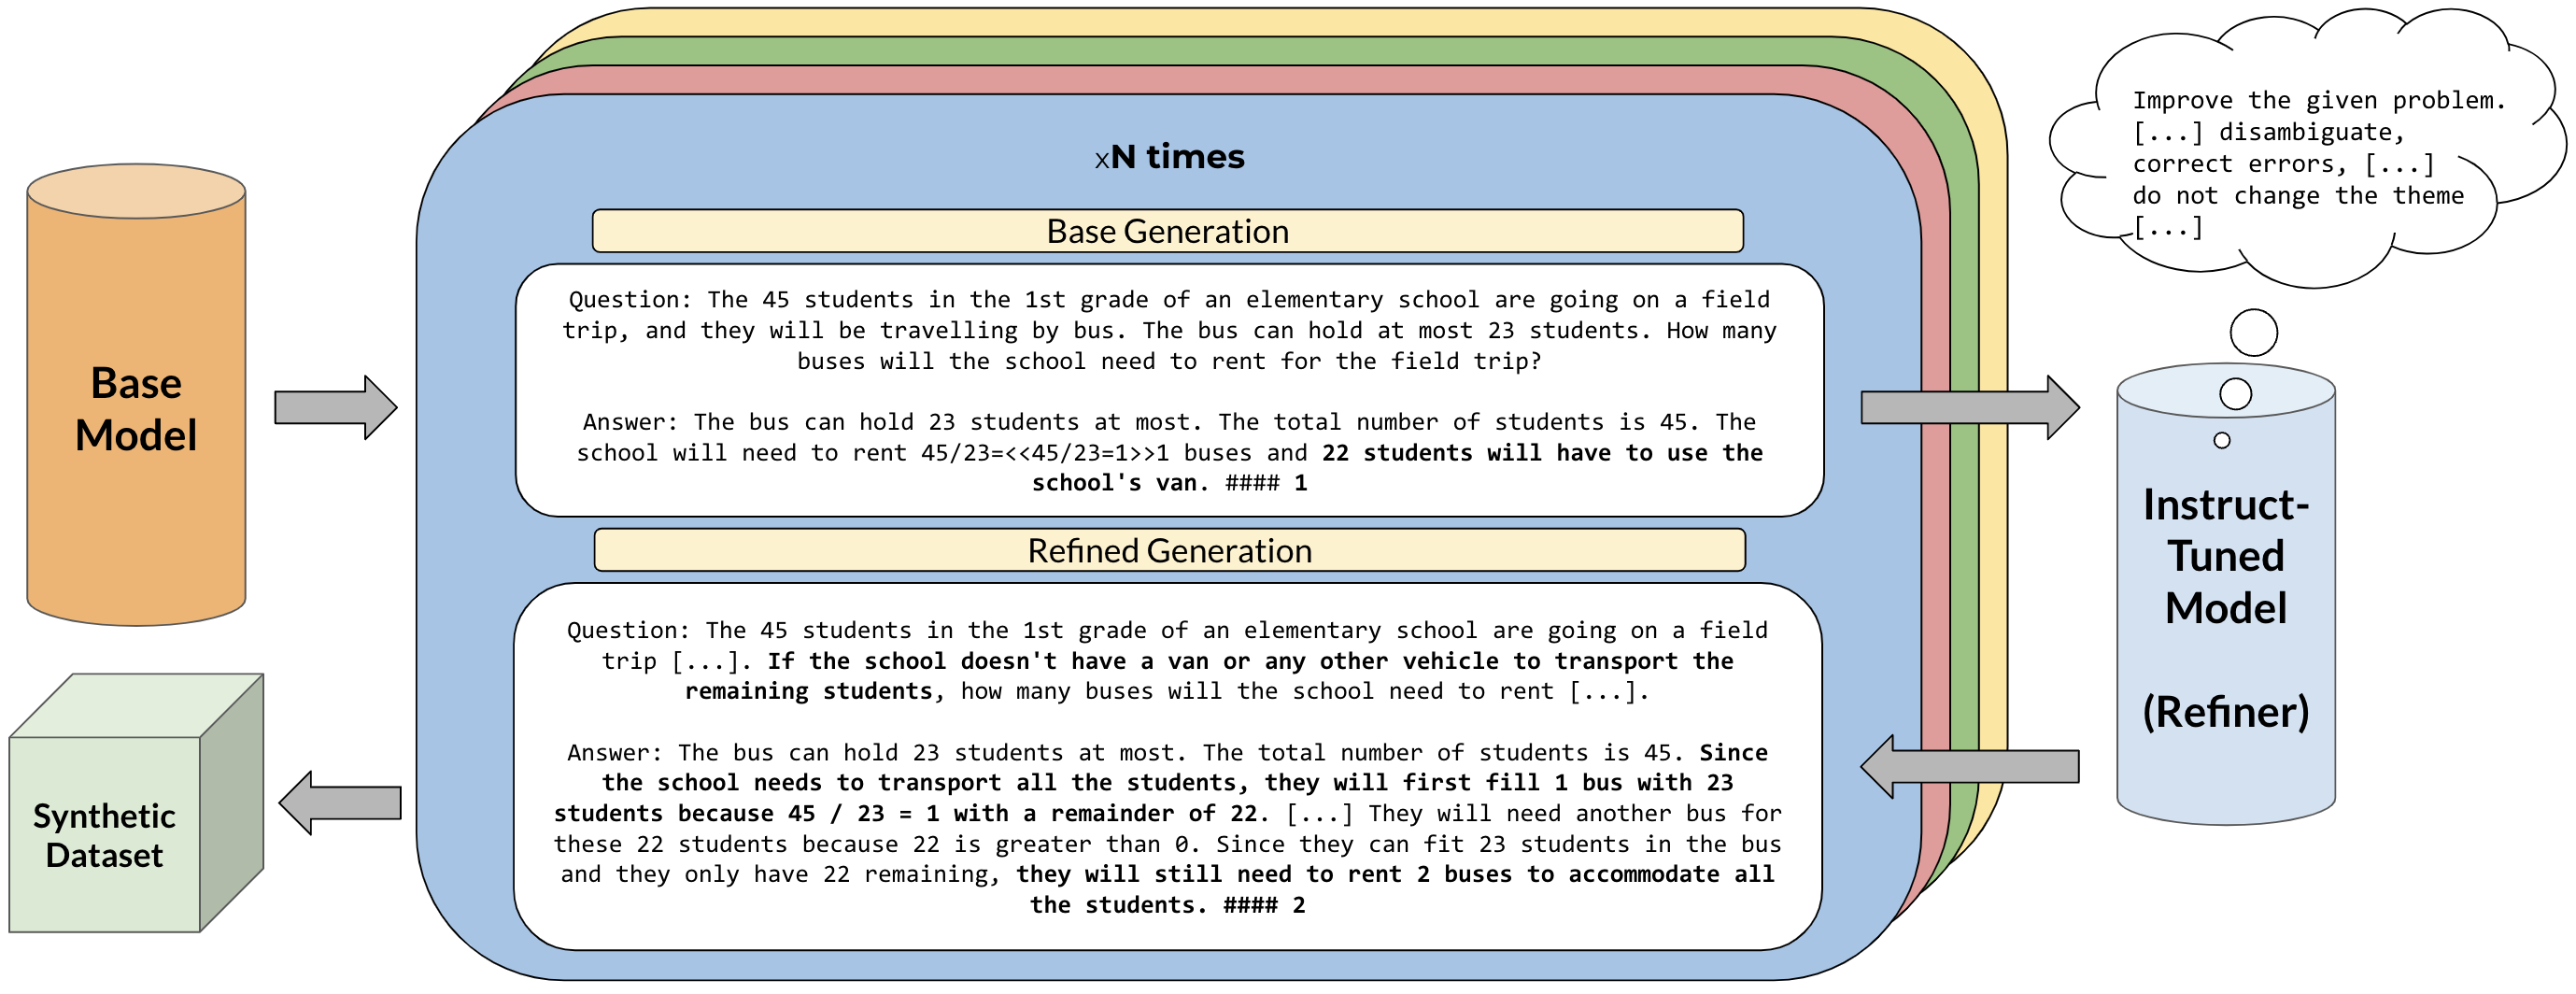 xN times
Base Generation
Question: The 45 students in the 1st grade of an elementary school are going on a field
trip, and they will be travelling by bus. The bus can hold at most 23 students. How many
buses will the school need to rent for the field trip?
Answer: The bus can hold 23 students at most. The total number of students is 45. The
school will need to rent 45/23=<<45/23=1>>1 buses and 22 students will have to use the
school's van. #### 1
Refined Generation
Question: The 45 students in the 1st grade of an elementary school are going on a field
trip [...]. If the school doesn't have a van or any other vehicle to transport the
remaining students, how many buses will the school need to rent [...].
Answer: The bus can hold 23 students at most. The total number of students is 45. Since
the school needs to transport all the students, they will first fill 1 bus with 23
students because 45 / 23 = 1 with a remainder of 22. [...] They will need another bus for
these 22 students because 22 is greater than 0. Since they can fit 23 students in the bus
and they only have 22 remaining, they will still need to rent 2 buses to accommodate all
the students. #### 2
Base
Model
Synthetic
Dataset
Improve the given problem.
[...] disambiguate,
correct errors, [...]
do not change the theme
[...]
Instruct-
Tuned
Model
(Refiner)